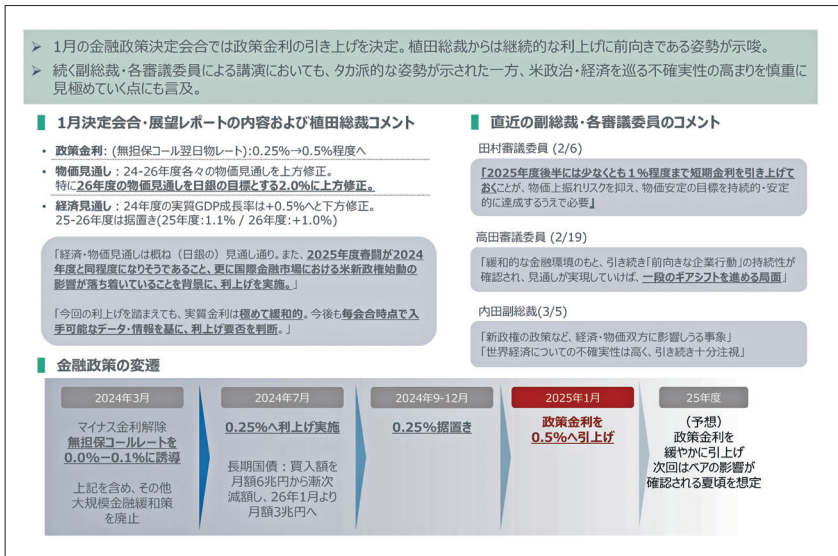 ➢ 1月の金融政策決定会合では政策金利の引き上げを決定。植田総裁からは継続的な利上げに前向きである姿勢が示唆。
➢ 続く副総裁・各審議委員による講演においても、タカ派的な姿勢が示された一方、米政治・経済を巡る不確実性の高まりを慎重に
見極めていく点にも言及。
1月決定会合・展望レポートの内容および植田総裁コメント
• 政策金利: (無担保コール翌日物レート):0.25%→0.5%程度へ
• 物価見通し: 24-26年度各々の物価見通しを上方修正。
特に26年度の物価見通しを日銀の目標とする2.0%に上方修正。
• 経済見通し: 24年度の実質GDP成長率は+0.5%へと下方修正。
25-26年度は据置き(25年度:1.1% / 26年度:+1.0%)
「経済・物価見通しは概ね（日銀の）見通し通り。また、2025年度春闘が2024
年度と同程度になりそうであること、更に国際金融市場における米新政権始動の
影響が落ち着いていることを背景に、利上げを実施。」
「今回の利上げを踏まえても、実質金利は極めて緩和的。今後も毎会合時点で入
手可能なデータ・情報を基に、利上げ要否を判断。」
直近の副総裁・各審議委員のコメント
田村審議委員 (2/6)
『2025年度後半には少なくとも１%程度まで短期金利を引き上げて
おくことが、物価上振れリスクを抑え、物価安定の目標を持続的・安定
的に達成するうえで必要』
高田審議委員 (2/19)
「緩和的な金融環境のもと、引き続き「前向きな企業行動」の持続性が
確認され、見通しが実現していけば、一段のギアシフトを進める局面」
内田副総裁(3/5)
「新政権の政策など、経済・物価双方に影響しうる事象」
「世界経済についての不確実性は高く、引き続き十分注視」
金融政策の変遷
2024年3月
マイナス金利解除
無担保コールレートを
0.0%ー0.1%に誘導
上記を含め、その他
大規模金融緩和策
を廃止
2024年7月
0.25%へ利上げ実施
長期国債：買入額を
月額6兆円から漸次
減額し、26年1月より
月額3兆円へ
2024年9-12月
0.25%据置き
2025年1月
政策金利を
0.5%へ引上げ
25年度
(予想)
政策金利を
緩やかに引上げ
次回はベアの影響が
確認される夏頃を想定